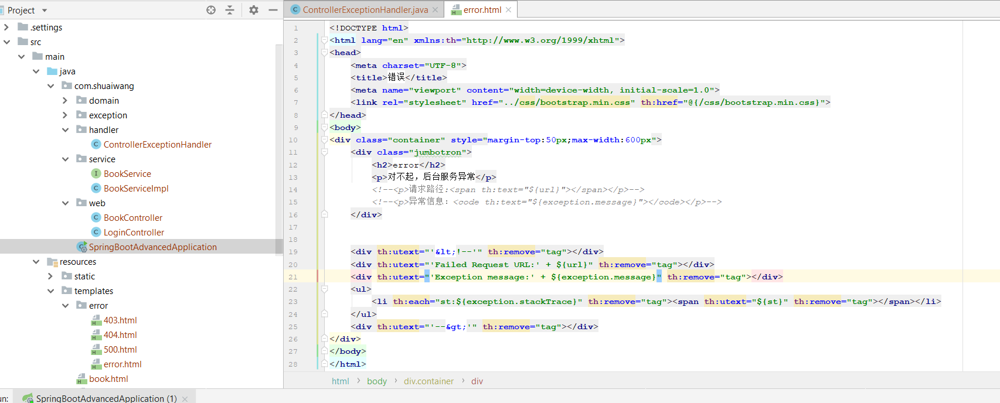 Project
.settings
src
main
java
com.shuaiwang
domain
exception
handler
ControllerExceptionHandler
service
BookService
BookServiceImpl
web
BookController
LoginController
SpringBootAdvancedApplication
resources
static
templates
error
403.html
404.html
500.html
error.html
book.html
ControllerExceptionHandler.java
error.html
1 <!DOCTYPE html>
2 <html lang="en" xmlns:th="http://www.w3.org/1999/xhtml">
3 <head>
4 <meta charset="UTF-8">
5 <title>错误</title>
6 <meta name="viewport" content="width=device-width, initial-scale=1.0">
7 <link rel="stylesheet" href="../css/bootstrap.min.css" th:href="@{/css/bootstrap.min.css}">
8 </head>
9 <body>
10 <div class="container" style="margin-top:50px;max-width:600px">
11 <div class="jumbotron">
12 <h2>error</h2>
13 <p>对不起，后台服务异常</p>
14 <!--<p>请求路径:<span th:text="${url}"></span></p>-->
15 <!--<p>异常信息：<code th:text="${exception.message}"></code></p>-->
16 </div>
17
18
19 <div th:utext="'&lt;!--'" th:remove="tag"></div>
20 <div th:utext="'Failed Request URL:' + ${url}" th:remove="tag"></div>
21 <div th:utext="'Exception message:' + ${exception.message}" th:remove="tag"></div>
22 <ul>
23 <li th:each="st:${exception.stackTrace}" th:remove="tag"><span th:utext="${st}" th:remove="tag"></span></li>
24 </ul>
25 <div th:utext="'--&gt;'" th:remove="tag"></div>
26 </div>
27 </body>
28 </html>
html › body › div.container › div
un: SpringBootAdvancedApplication (1)